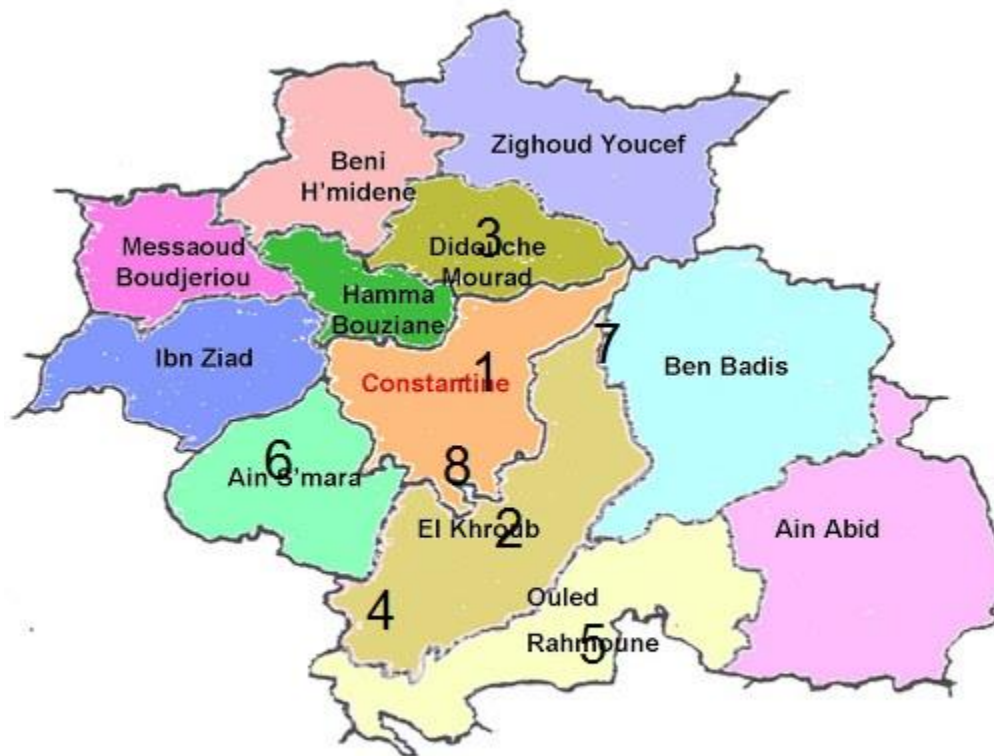 Zighoud Youcef
Beni
H'midene
3
Messaoud
Boudjeriou
Didouche
Mourad
Hamma
Bouziane
Ibn Ziad
7
1
Constantine
Ben Badis
6
Ain S'mara
8
El Khroub
2
Ain Abid
4
Ouled
Rahmoune
5